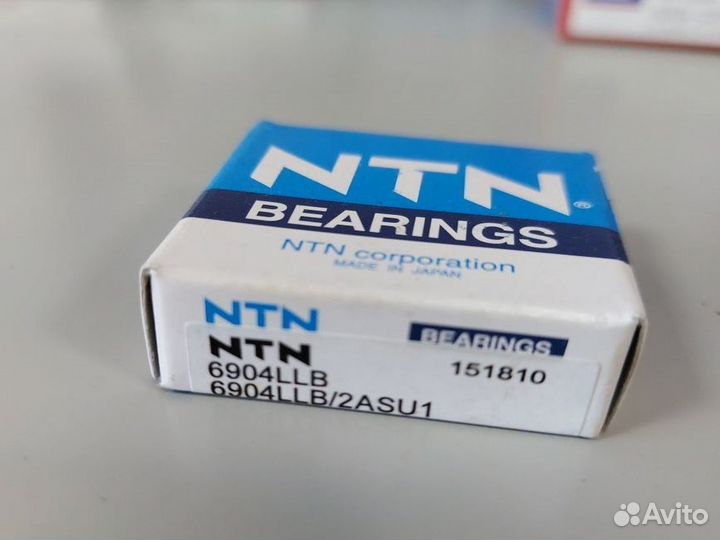 NTN®
BEARINGS
NTN corporation
MADE IN JAPAN
NTN BEARINGS
NTN
6904LLB 151810
6904LLB/2ASU1
Avito